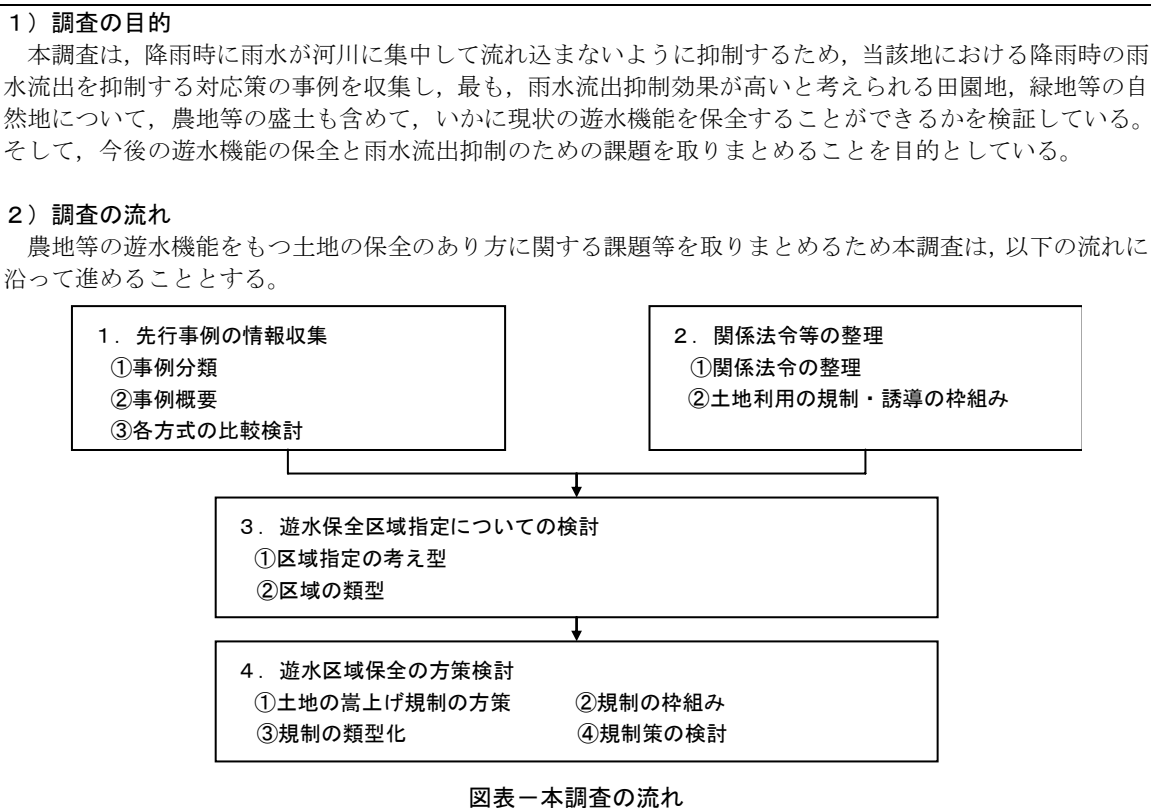 1）調査の目的
本調査は，降雨時に雨水が河川に集中して流れ込まないように抑制するため，当該地における降雨時の雨
水流出を抑制する対応策の事例を収集し，最も，雨水流出抑制効果が高いと考えられる田園地，緑地等の自
然地について，農地等の盛土も含めて，いかに現状の遊水機能を保全することができるかを検証している。
そして，今後の遊水機能の保全と雨水流出抑制のための課題を取りまとめることを目的としている。
2）調査の流れ
農地等の遊水機能をもつ土地の保全のあり方に関する課題等を取りまとめるため本調査は，以下の流れに
沿って進めることとする。
1．先行事例の情報収集
①事例分類
②事例概要
③各方式の比較検討
2．関係法令等の整理
①関係法令の整理
②土地利用の規制・誘導の枠組み
3．遊水保全区域指定についての検討
①区域指定の考え型
②区域の類型
4．遊水区域保全の方策検討
①土地の嵩上げ規制の方策 ②規制の枠組み
③規制の類型化 ④規制策の検討
図表－本調査の流れ